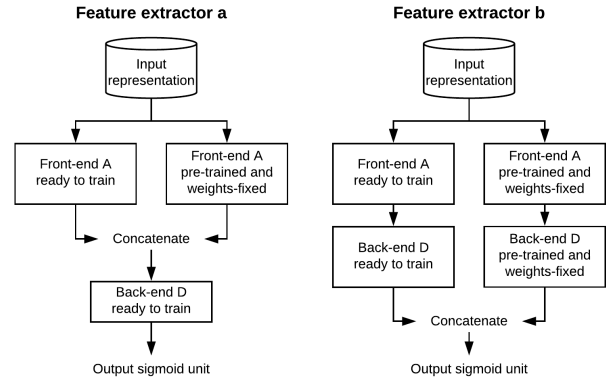 Feature extractor a
Input
representation
Front-end A
ready to train
Front-end A
pre-trained and
weights-fixed
Concatenate
Back-end D
ready to train
Output sigmoid unit
Feature extractor b
Input
representation
Front-end A
ready to train
Front-end A
pre-trained and
weights-fixed
Back-end D
ready to train
Back-end D
pre-trained and
weights-fixed
Concatenate
Output sigmoid unit